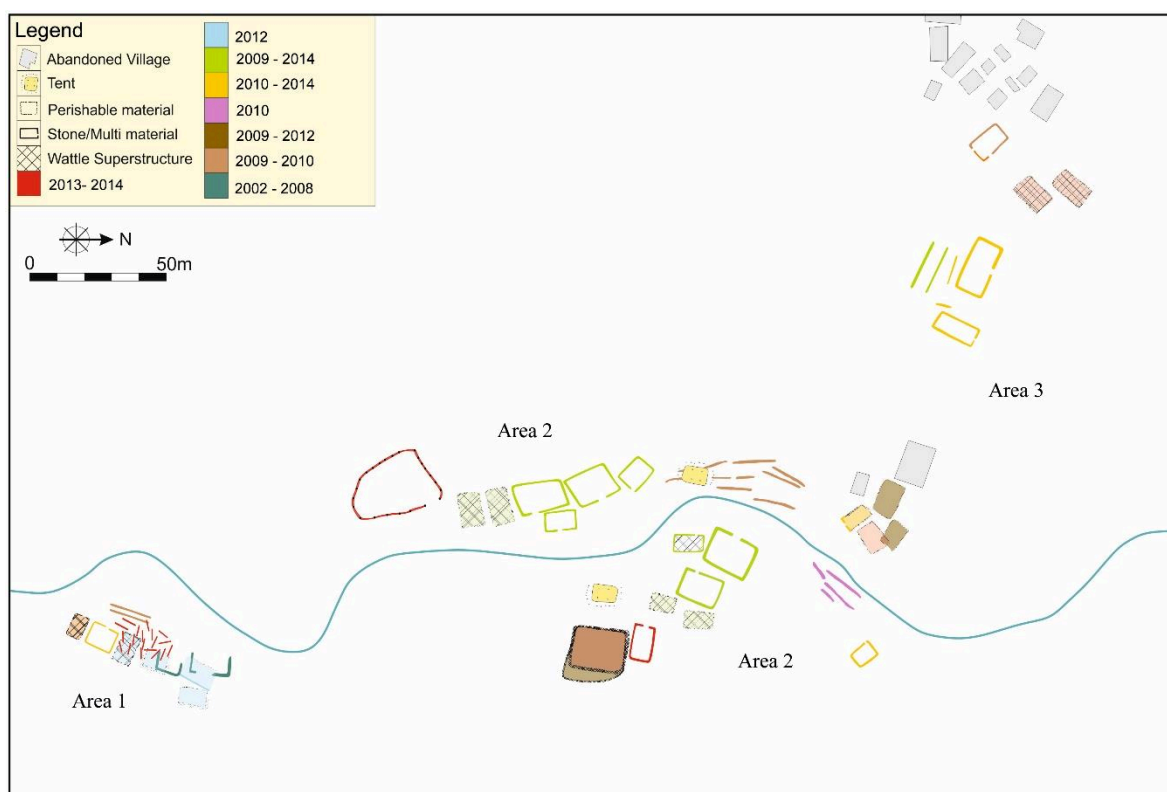 Legend
Abandoned Village
Tent
Perishable material
Stone/Multi material
Wattle Superstructure
2013- 2014
2012
2009 - 2014
2010 - 2014
2010
2009 - 2012
2009 - 2010
2002 - 2008
N
0 50m
Area 3
Area 2
Area 2
Area 1